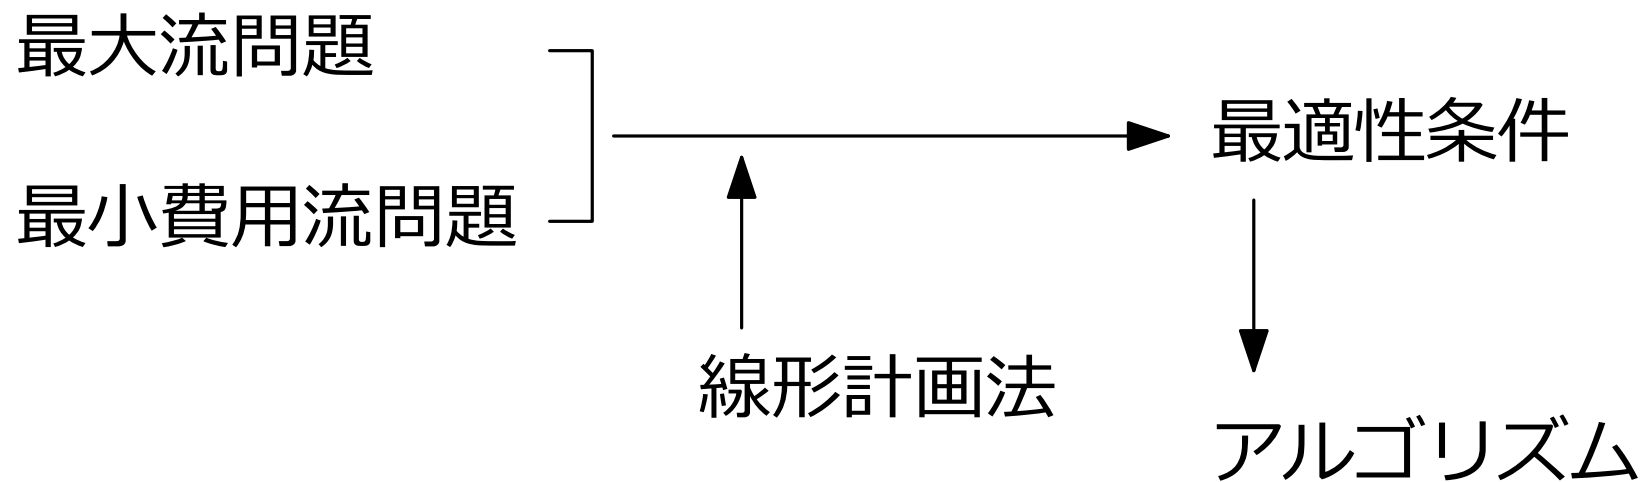 最大流問題
最小費用流問題
最適性条件
線形計画法
アルゴリズム